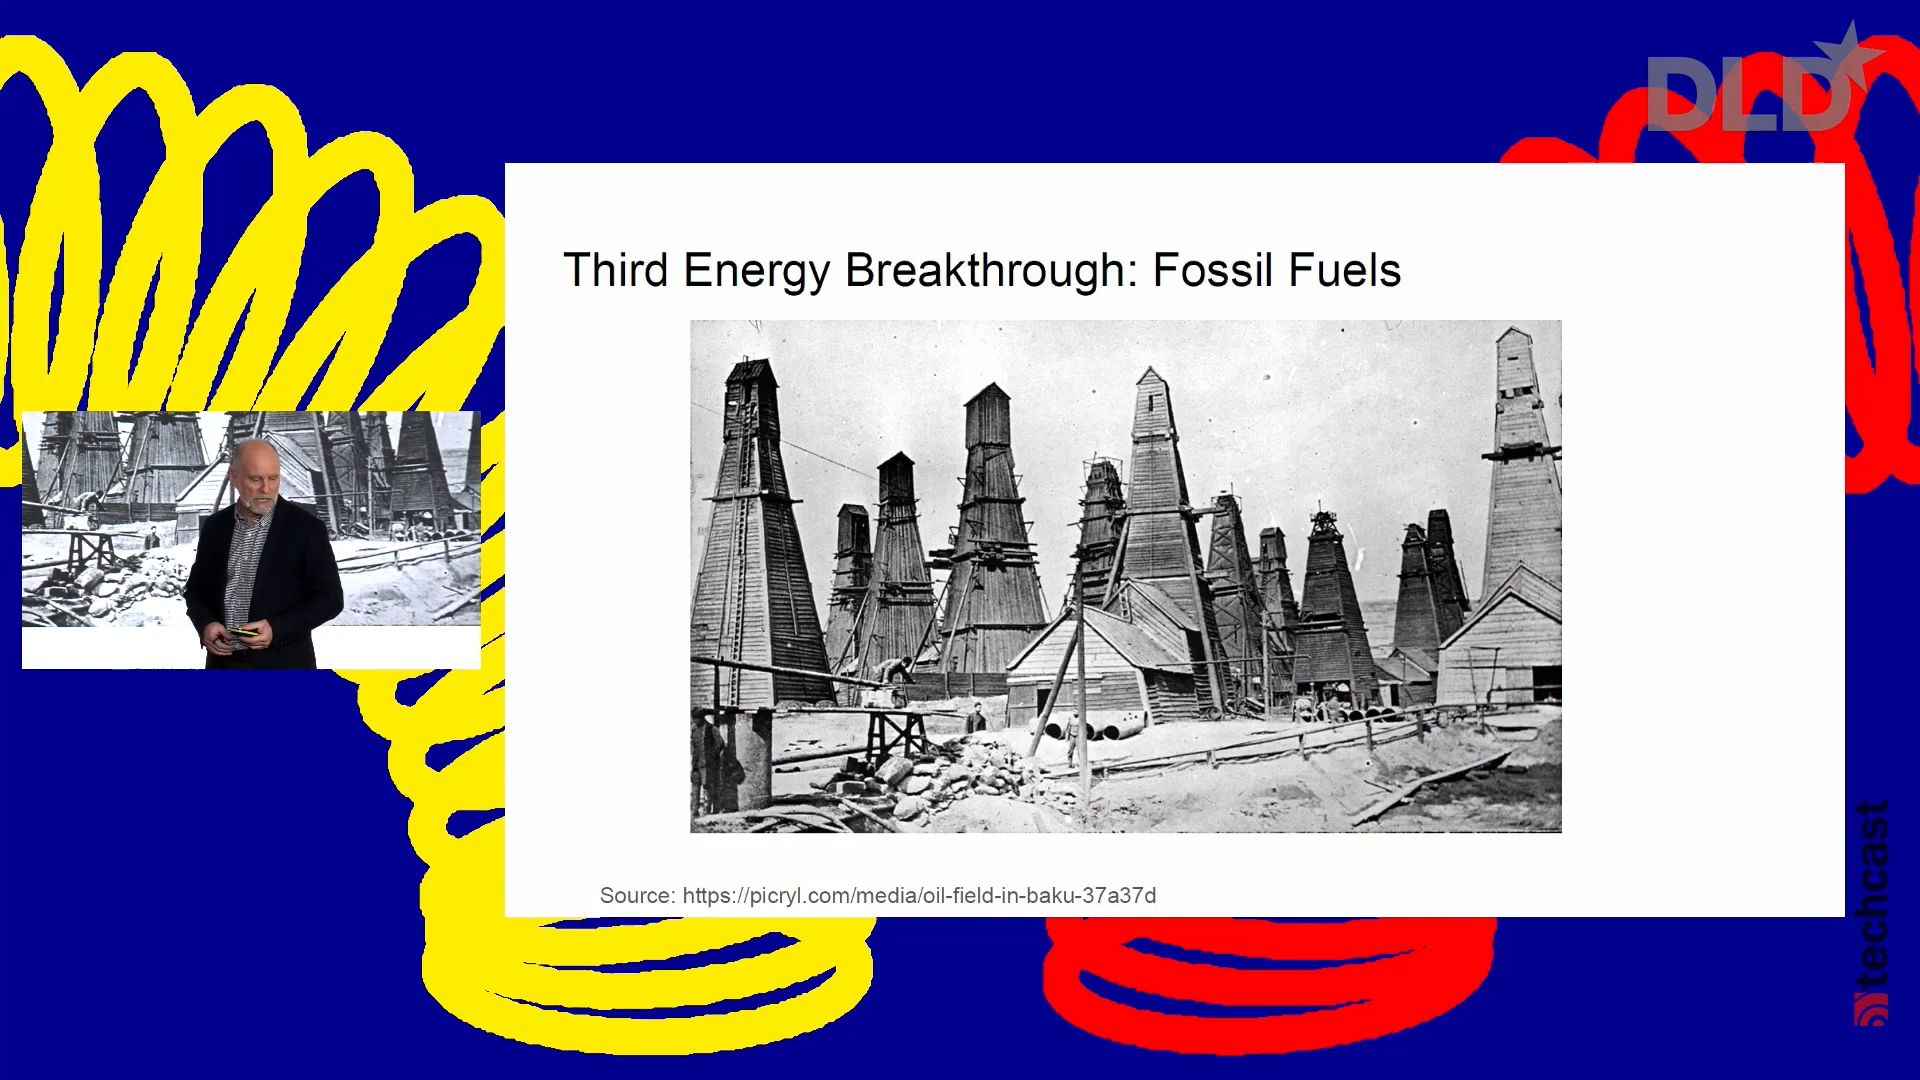 DLD
Third Energy Breakthrough: Fossil Fuels
Source: https://picryl.com/media/oil-field-in-baku-37a37d
techcast